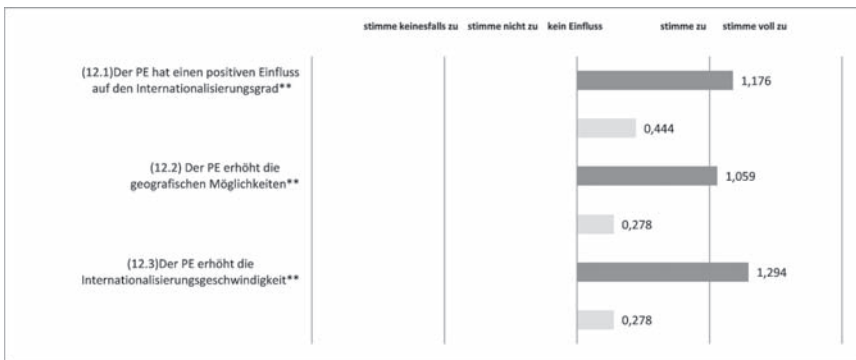 stimme keinesfalls zu stimme nicht zu kein Einfluss stimme zu stimme voll zu
(12.1)Der PE hat einen positiven Einfluss
auf den Internationalisierungsgrad**
1,176
0,444
(12.2) Der PE erhöht die
geografischen Möglichkeiten**
1,059
0,278
(12.3)Der PE erhöht die
Internationalisierungsgeschwindigkeit**
1,294
0,278